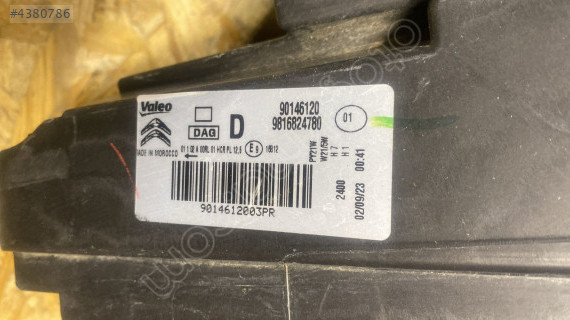 #4380786
Valeo
DAG
D
90146120
9816824780
01
MADE IN MOROCCO
PY21W
W21/5W
H7
H1
2400
02/09/23 00:41
9014612003PR